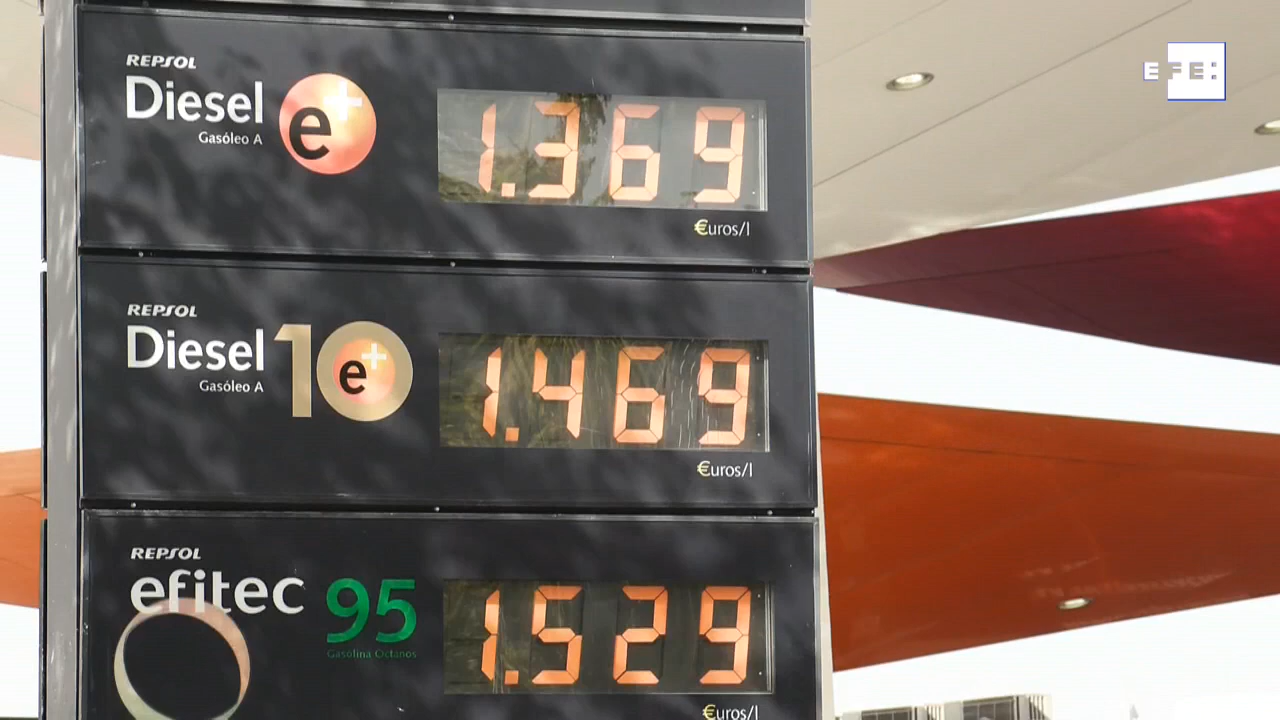 EFE:
REPSOL
Diesel e+
Gasóleo A
1.369
€uros/l
REPSOL
Diesel 10 e+
Gasóleo A
1.469
€uros/l
REPSOL
efitec 95
Gasolina Octanos
1.529
€uros/l